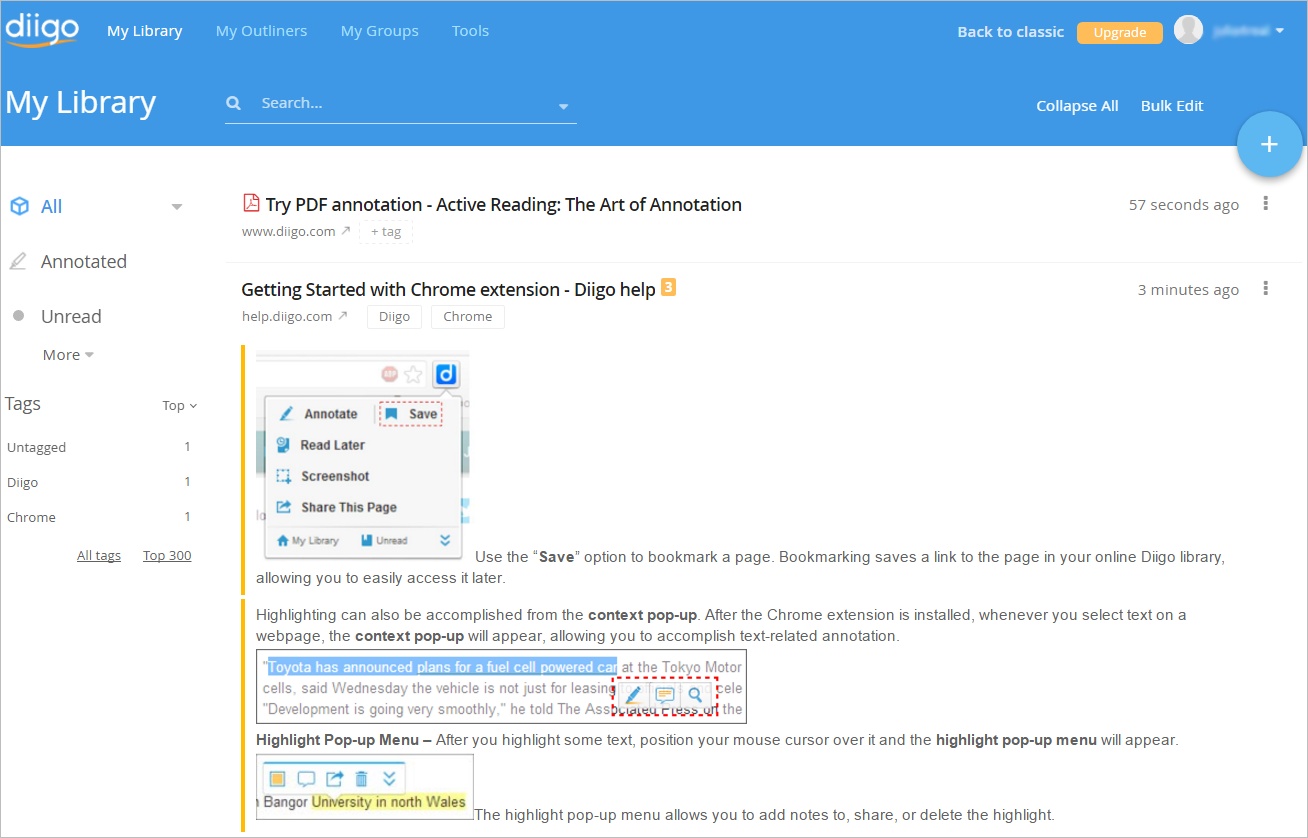 diigo My Library My Outliners My Groups Tools Back to classic Upgrade
My Library Search... Collapse All Bulk Edit
+
All
Annotated
Unread
More
Tags Top
Untagged 1
Diigo 1
Chrome 1
All tags Top 300
Try PDF annotation - Active Reading: The Art of Annotation 57 seconds ago
www.diigo.com + tag
Getting Started with Chrome extension - Diigo help 3 3 minutes ago
help.diigo.com Diigo Chrome
ABP d
Annotate Save
Read Later
Screenshot
Share This Page
My Library Unread
Use the “Save” option to bookmark a page. Bookmarking saves a link to the page in your online Diigo library,
allowing you to easily access it later.
Highlighting can also be accomplished from the context pop-up. After the Chrome extension is installed, whenever you select text on a
webpage, the context pop-up will appear, allowing you to accomplish text-related annotation.
"Toyota has announced plans for a fuel cell powered car at the Tokyo Motor
cells, said Wednesday the vehicle is not just for leasing cele
"Development is going very smoothly," he told The Associated Press on the
Highlight Pop-up Menu – After you highlight some text, position your mouse cursor over it and the highlight pop-up menu will appear.
Bangor University in north Wales
The highlight pop-up menu allows you to add notes to, share, or delete the highlight.